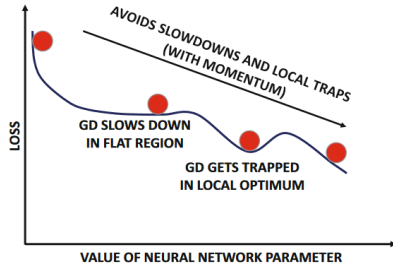 AVOIDS SLOWDOWNS AND LOCAL TRAPS
(WITH MOMENTUM)
GD SLOWS DOWN
IN FLAT REGION
GD GETS TRAPPED
IN LOCAL OPTIMUM
LOSS
VALUE OF NEURAL NETWORK PARAMETER